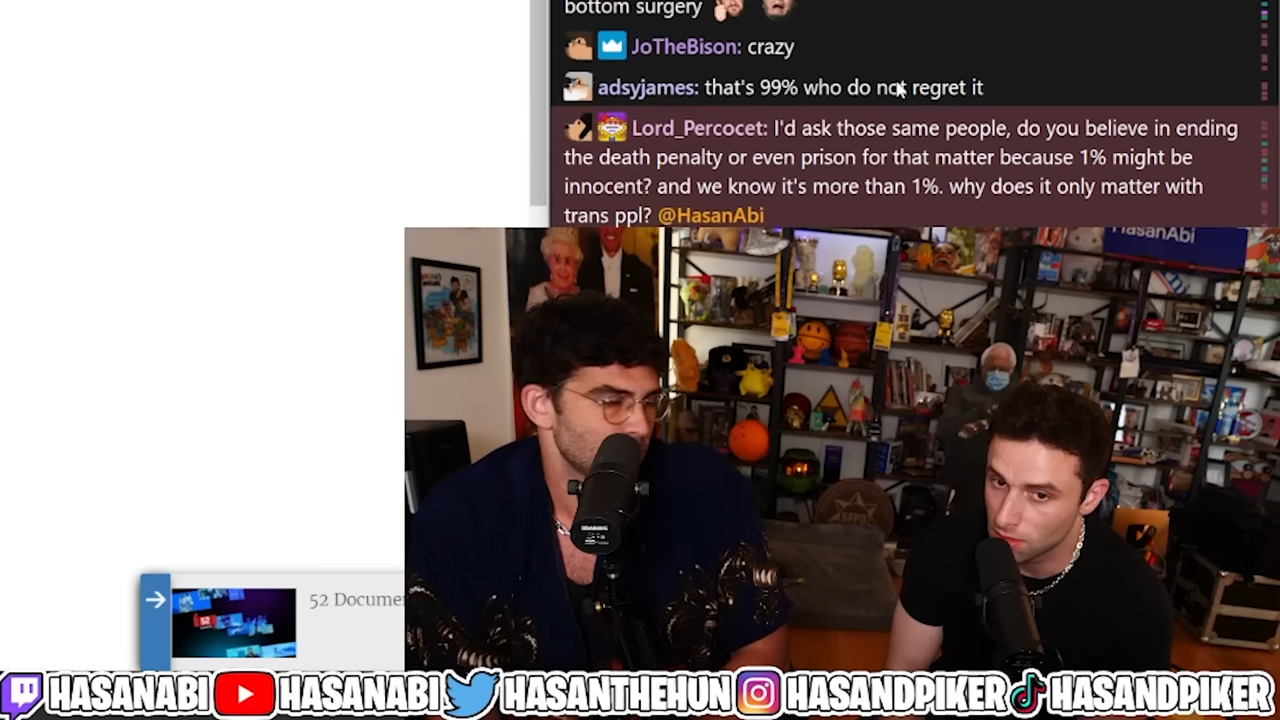 bottom surgery
JoTheBison: crazy
adsyjames: that's 99% who do not regret it
Lord_Percocet: I'd ask those same people, do you believe in ending
the death penalty or even prison for that matter because 1% might be
innocent? and we know it's more than 1%. why does it only matter with
trans ppl? @HasanAbi
HasanAbi
SFPD
52
52 Documen
HASANABI HASANABI HASANTHEHUN HASANDPIKER HASANDPIKER